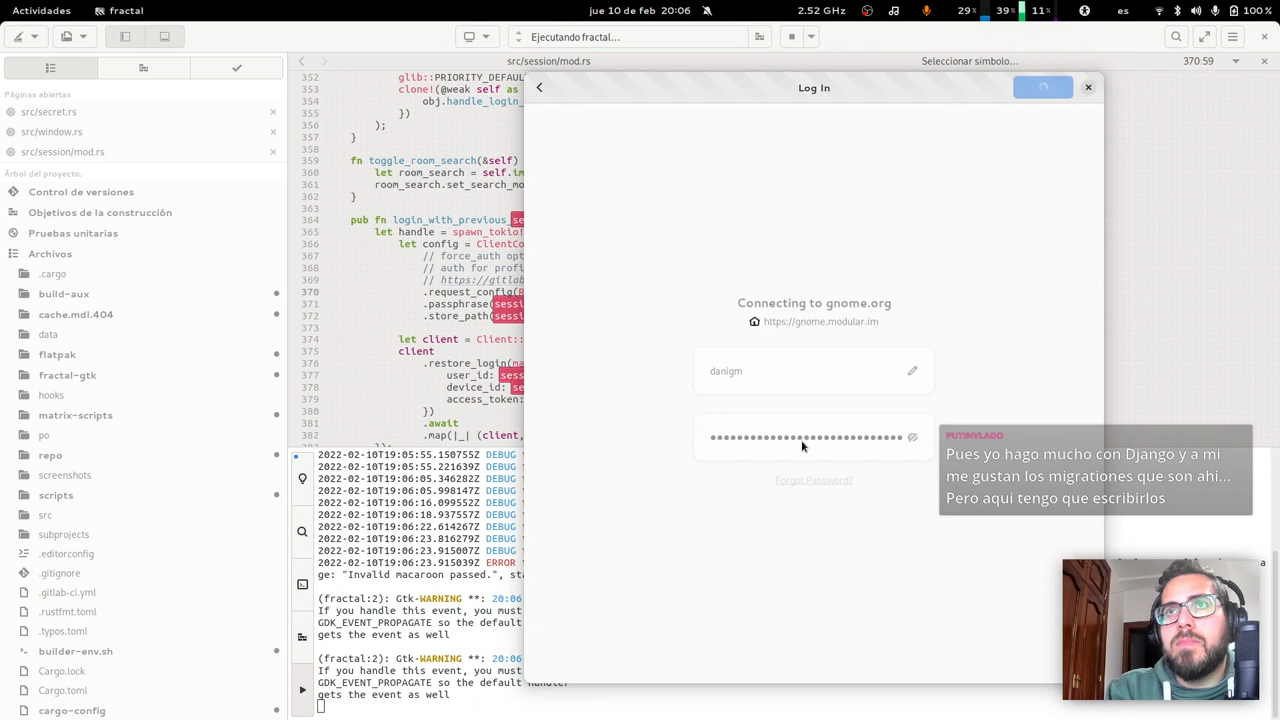 Actividades
fractal
jue 10 de feb 20:06
2.52 GHz
29%
39%
11%
es
100 %
Ejecutando fractal…
src/session/mod.rs
Seleccionar símbolo…
370:59
Páginas abiertas
src/secret.rs
src/window.rs
src/session/mod.rs
Árbol del proyecto.
Control de versiones
Objetivos de la construcción
Pruebas unitarias
Archivos
.cargo
build-aux
cache.mdl.404
data
flatpak
fractal-gtk
hooks
matrix-scripts
po
repo
screenshots
scripts
src
subprojects
.editorconfig
.gitignore
.gitlab-ci.yml
.rustfmt.toml
.typos.toml
builder-env.sh
Cargo.lock
Cargo.toml
cargo-config
352 glib::PRIORITY_DEFAU
353 clone!(@weak self as
354 obj.handle_login_
355 })
356 );
357 }
358
359 fn toggle_room_search(&self)
360 let room_search = self.im
361 room_search.set_search_mo
362 }
363
364 pub fn login_with_previous_se
365 let handle = spawn_tokio!
366 let config = ClientCo
367 // force_auth opt
368 // auth for profi
369 // https://gitlab
370 .request_config(R
371 .passphrase(sessi
372 .store_path(sessi
373
374 let client = Client::
375 client
376 .restore_login(ma
377 user_id: sess
378 device_id: se
379 access_token:
380 })
381 .await
382 .map(|_| (client,
2022-02-10T19:05:55.150755Z DEBUG
2022-02-10T19:05:55.221639Z DEBUG
2022-02-10T19:06:05.346282Z DEBUG
2022-02-10T19:06:05.998147Z DEBUG
2022-02-10T19:06:16.099552Z DEBUG
2022-02-10T19:06:18.937557Z DEBUG
2022-02-10T19:06:22.614267Z DEBUG
2022-02-10T19:06:23.816279Z DEBUG
2022-02-10T19:06:23.915007Z DEBUG
2022-02-10T19:06:23.915039Z ERROR
ge: "Invalid macaroon passed.", sta
(fractal:2): Gtk-WARNING **: 20:06
If you handle this event, you must
GDK_EVENT_PROPAGATE so the default
gets the event as well
(fractal:2): Gtk-WARNING **: 20:06
If you handle this event, you must
GDK_EVENT_PROPAGATE so the default handler
gets the event as well
Log In
Connecting to gnome.org
https://gnome.modular.im
danigm
Forgot Password?
PUTINVLADO
Pues yo hago mucho con Django y a mi
me gustan los migrationes que son ahi...
Pero aqui tengo que escribirlos